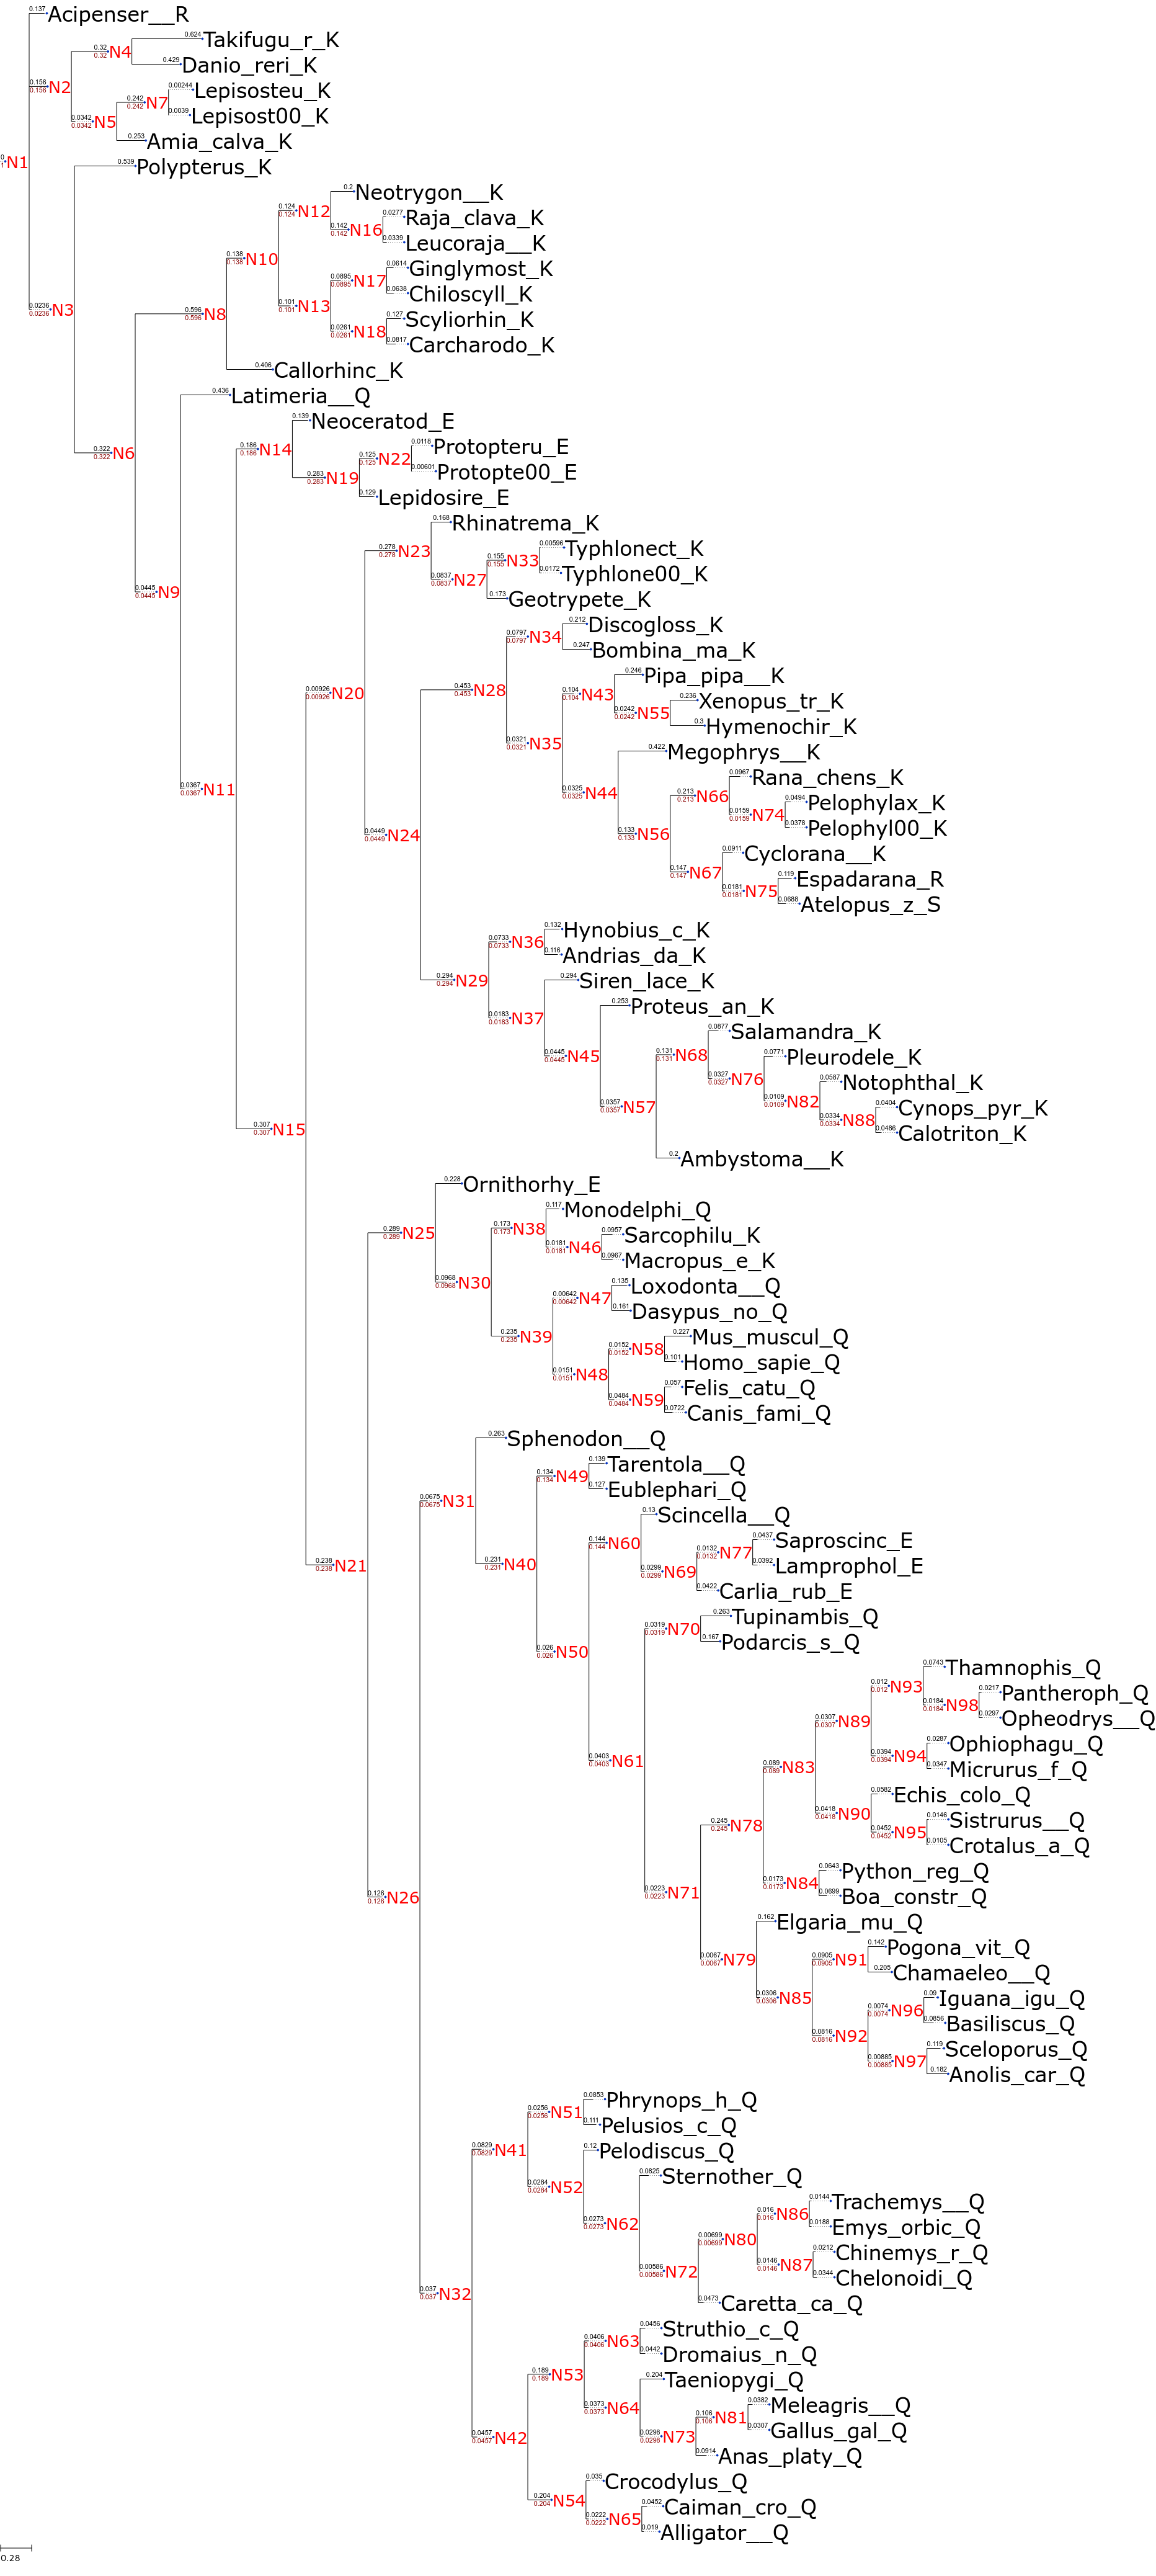 0.137 Acipenser__R
0.624 Takifugu_r_K
0.32 0.32 N4
0.429 Danio_reri_K
0.156 0.156 N2
0.00244 Lepisosteu_K
0.242 0.242 N7
0.0039 Lepisost00_K
0.0342 0.0342 N5
0.253 Amia_calva_K
N1
0.539 Polypterus_K
0.2 Neotrygon__K
0.124 0.124 N12
0.0277 Raja_clava_K
0.142 0.142 N16
0.0339 Leucoraja__K
0.138 0.138 N10
0.0614 Ginglymost_K
0.0895 0.0895 N17
0.0638 Chiloscyll_K
0.101 0.101 N13
0.0236 0.0236 N3
0.596 0.596 N8
0.127 Scyliorhin_K
0.0261 0.0261 N18
0.0817 Carcharodo_K
0.406 Callorhinc_K
0.436 Latimeria__Q
0.139 Neoceratod_E
0.322 0.322 N6
0.186 0.186 N14
0.0118 Protopteru_E
0.125 0.125 N22
0.00601 Protopte00_E
0.283 0.283 N19
0.129 Lepidosire_E
0.168 Rhinatrema_K
0.278 0.278 N23
0.00596 Typhlonect_K
0.155 0.155 N33
0.0172 Typhlone00_K
0.0837 0.0837 N27
0.0445 0.0445 N9
0.173 Geotrypete_K
0.212 Discogloss_K
0.0797 0.0797 N34
0.247 Bombina_ma_K
0.246 Pipa_pipa__K
0.00926 0.00926 N20
0.453 0.453 N28
0.104 0.104 N43
0.236 Xenopus_tr_K
0.0242 0.0242 N55
0.3 Hymenochir_K
0.0321 0.0321 N35
0.422 Megophrys__K
0.0967 Rana_chens_K
0.0367 0.0367 N11
0.0325 0.0325 N44
0.213 0.213 N66
0.0494 Pelophylax_K
0.0159 0.0159 N74
0.0378 Pelophyl00_K
0.0449 0.0449 N24
0.133 0.133 N56
0.0911 Cyclorana__K
0.147 0.147 N67
0.119 Espadarana_R
0.0181 0.0181 N75
0.0688 Atelopus_z_S
0.132 Hynobius_c_K
0.0733 0.0733 N36
0.116 Andrias_da_K
0.294 0.294 N29
0.294 Siren_lace_K
0.0183 0.0183 N37
0.253 Proteus_an_K
0.0877 Salamandra_K
0.0445 0.0445 N45
0.131 0.131 N68
0.0771 Pleurodele_K
0.0327 0.0327 N76
0.0587 Notophthal_K
0.0357 0.0357 N57
0.0109 0.0109 N82
0.0404 Cynops_pyr_K
0.0334 0.0334 N88
0.0486 Calotriton_K
0.307 0.307 N15
0.2 Ambystoma__K
0.228 Ornithorhy_E
0.117 Monodelphi_Q
0.289 0.289 N25
0.173 0.173 N38
0.0957 Sarcophilu_K
0.0181 0.0181 N46
0.0967 Macropus_e_K
0.0968 0.0968 N30
0.135 Loxodonta__Q
0.00642 0.00642 N47
0.161 Dasypus_no_Q
0.235 0.235 N39
0.227 Mus_muscul_Q
0.0152 0.0152 N58
0.101 Homo_sapie_Q
0.0151 0.0151 N48
0.057 Felis_catu_Q
0.0484 0.0484 N59
0.0722 Canis_fami_Q
0.263 Sphenodon__Q
0.139 Tarentola__Q
0.134 0.134 N49
0.127 Eublephari_Q
0.0675 0.0675 N31
0.13 Scincella__Q
0.0437 Saproscinc_E
0.144 0.144 N60
0.0132 0.0132 N77
0.238 0.238 N21
0.231 0.231 N40
0.0392 Lamprophol_E
0.0299 0.0299 N69
0.0422 Carlia_rub_E
0.263 Tupinambis_Q
0.0319 0.0319 N70
0.167 Podarcis_s_Q
0.026 0.026 N50
0.0743 Thamnophis_Q
0.012 0.012 N93
0.0217 Pantheroph_Q
0.0184 0.0184 N98
0.0297 Opheodrys__Q
0.0307 0.0307 N89
0.0287 Ophiophagu_Q
0.0394 0.0394 N94
0.0347 Micrurus_f_Q
0.0403 0.0403 N61
0.089 0.089 N83
0.0582 Echis_colo_Q
0.0418 0.0418 N90
0.0146 Sistrurus__Q
0.245 0.245 N78
0.0452 0.0452 N95
0.0105 Crotalus_a_Q
0.0643 Python_reg_Q
0.0173 0.0173 N84
0.0223 0.0223 N71
0.0699 Boa_constr_Q
0.126 0.126 N26
0.162 Elgaria_mu_Q
0.142 Pogona_vit_Q
0.0067 0.0067 N79
0.0905 0.0905 N91
0.205 Chamaeleo__Q
0.0306 0.0306 N85
0.09 Iguana_igu_Q
0.0074 0.0074 N96
0.0856 Basiliscus_Q
0.0816 0.0816 N92
0.119 Sceloporus_Q
0.00885 0.00885 N97
0.182 Anolis_car_Q
0.0853 Phrynops_h_Q
0.0256 0.0256 N51
0.111 Pelusios_c_Q
0.0829 0.0829 N41
0.12 Pelodiscus_Q
0.0284 0.0284 N52
0.0825 Sternother_Q
0.0144 Trachemys__Q
0.016 0.016 N86
0.0273 0.0273 N62
0.0188 Emys_orbic_Q
0.00699 0.00699 N80
0.0212 Chinemys_r_Q
0.0146 0.0146 N87
0.00586 0.00586 N72
0.0344 Chelonoidi_Q
0.037 0.037 N32
0.0473 Caretta_ca_Q
0.0456 Struthio_c_Q
0.0406 0.0406 N63
0.0442 Dromaius_n_Q
0.189 0.189 N53
0.204 Taeniopygi_Q
0.0373 0.0373 N64
0.0382 Meleagris__Q
0.106 0.106 N81
0.0307 Gallus_gal_Q
0.0298 0.0298 N73
0.0457 0.0457 N42
0.0914 Anas_platy_Q
0.035 Crocodylus_Q
0.204 0.204 N54
0.0452 Caiman_cro_Q
0.0222 0.0222 N65
0.019 Alligator__Q
0.28